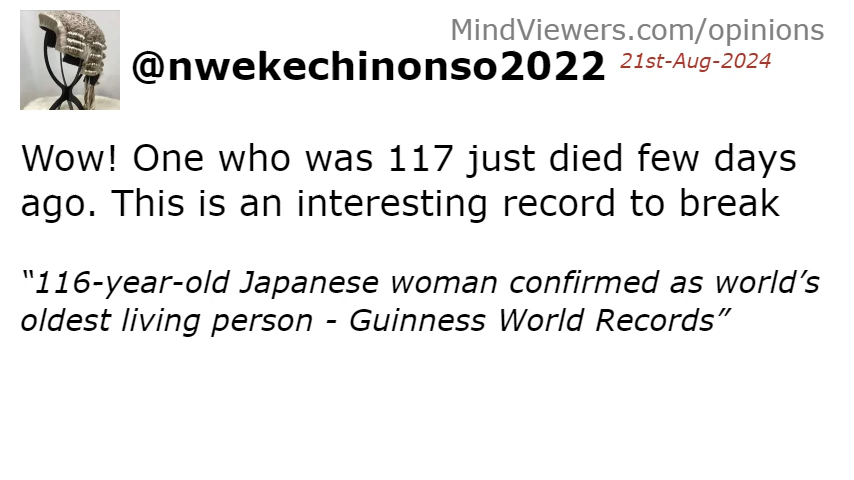 MindViewers.com/opinions
@nwekechinonso2022 21st-Aug-2024
Wow! One who was 117 just died few days
ago. This is an interesting record to break
“116-year-old Japanese woman confirmed as world’s
oldest living person - Guinness World Records”